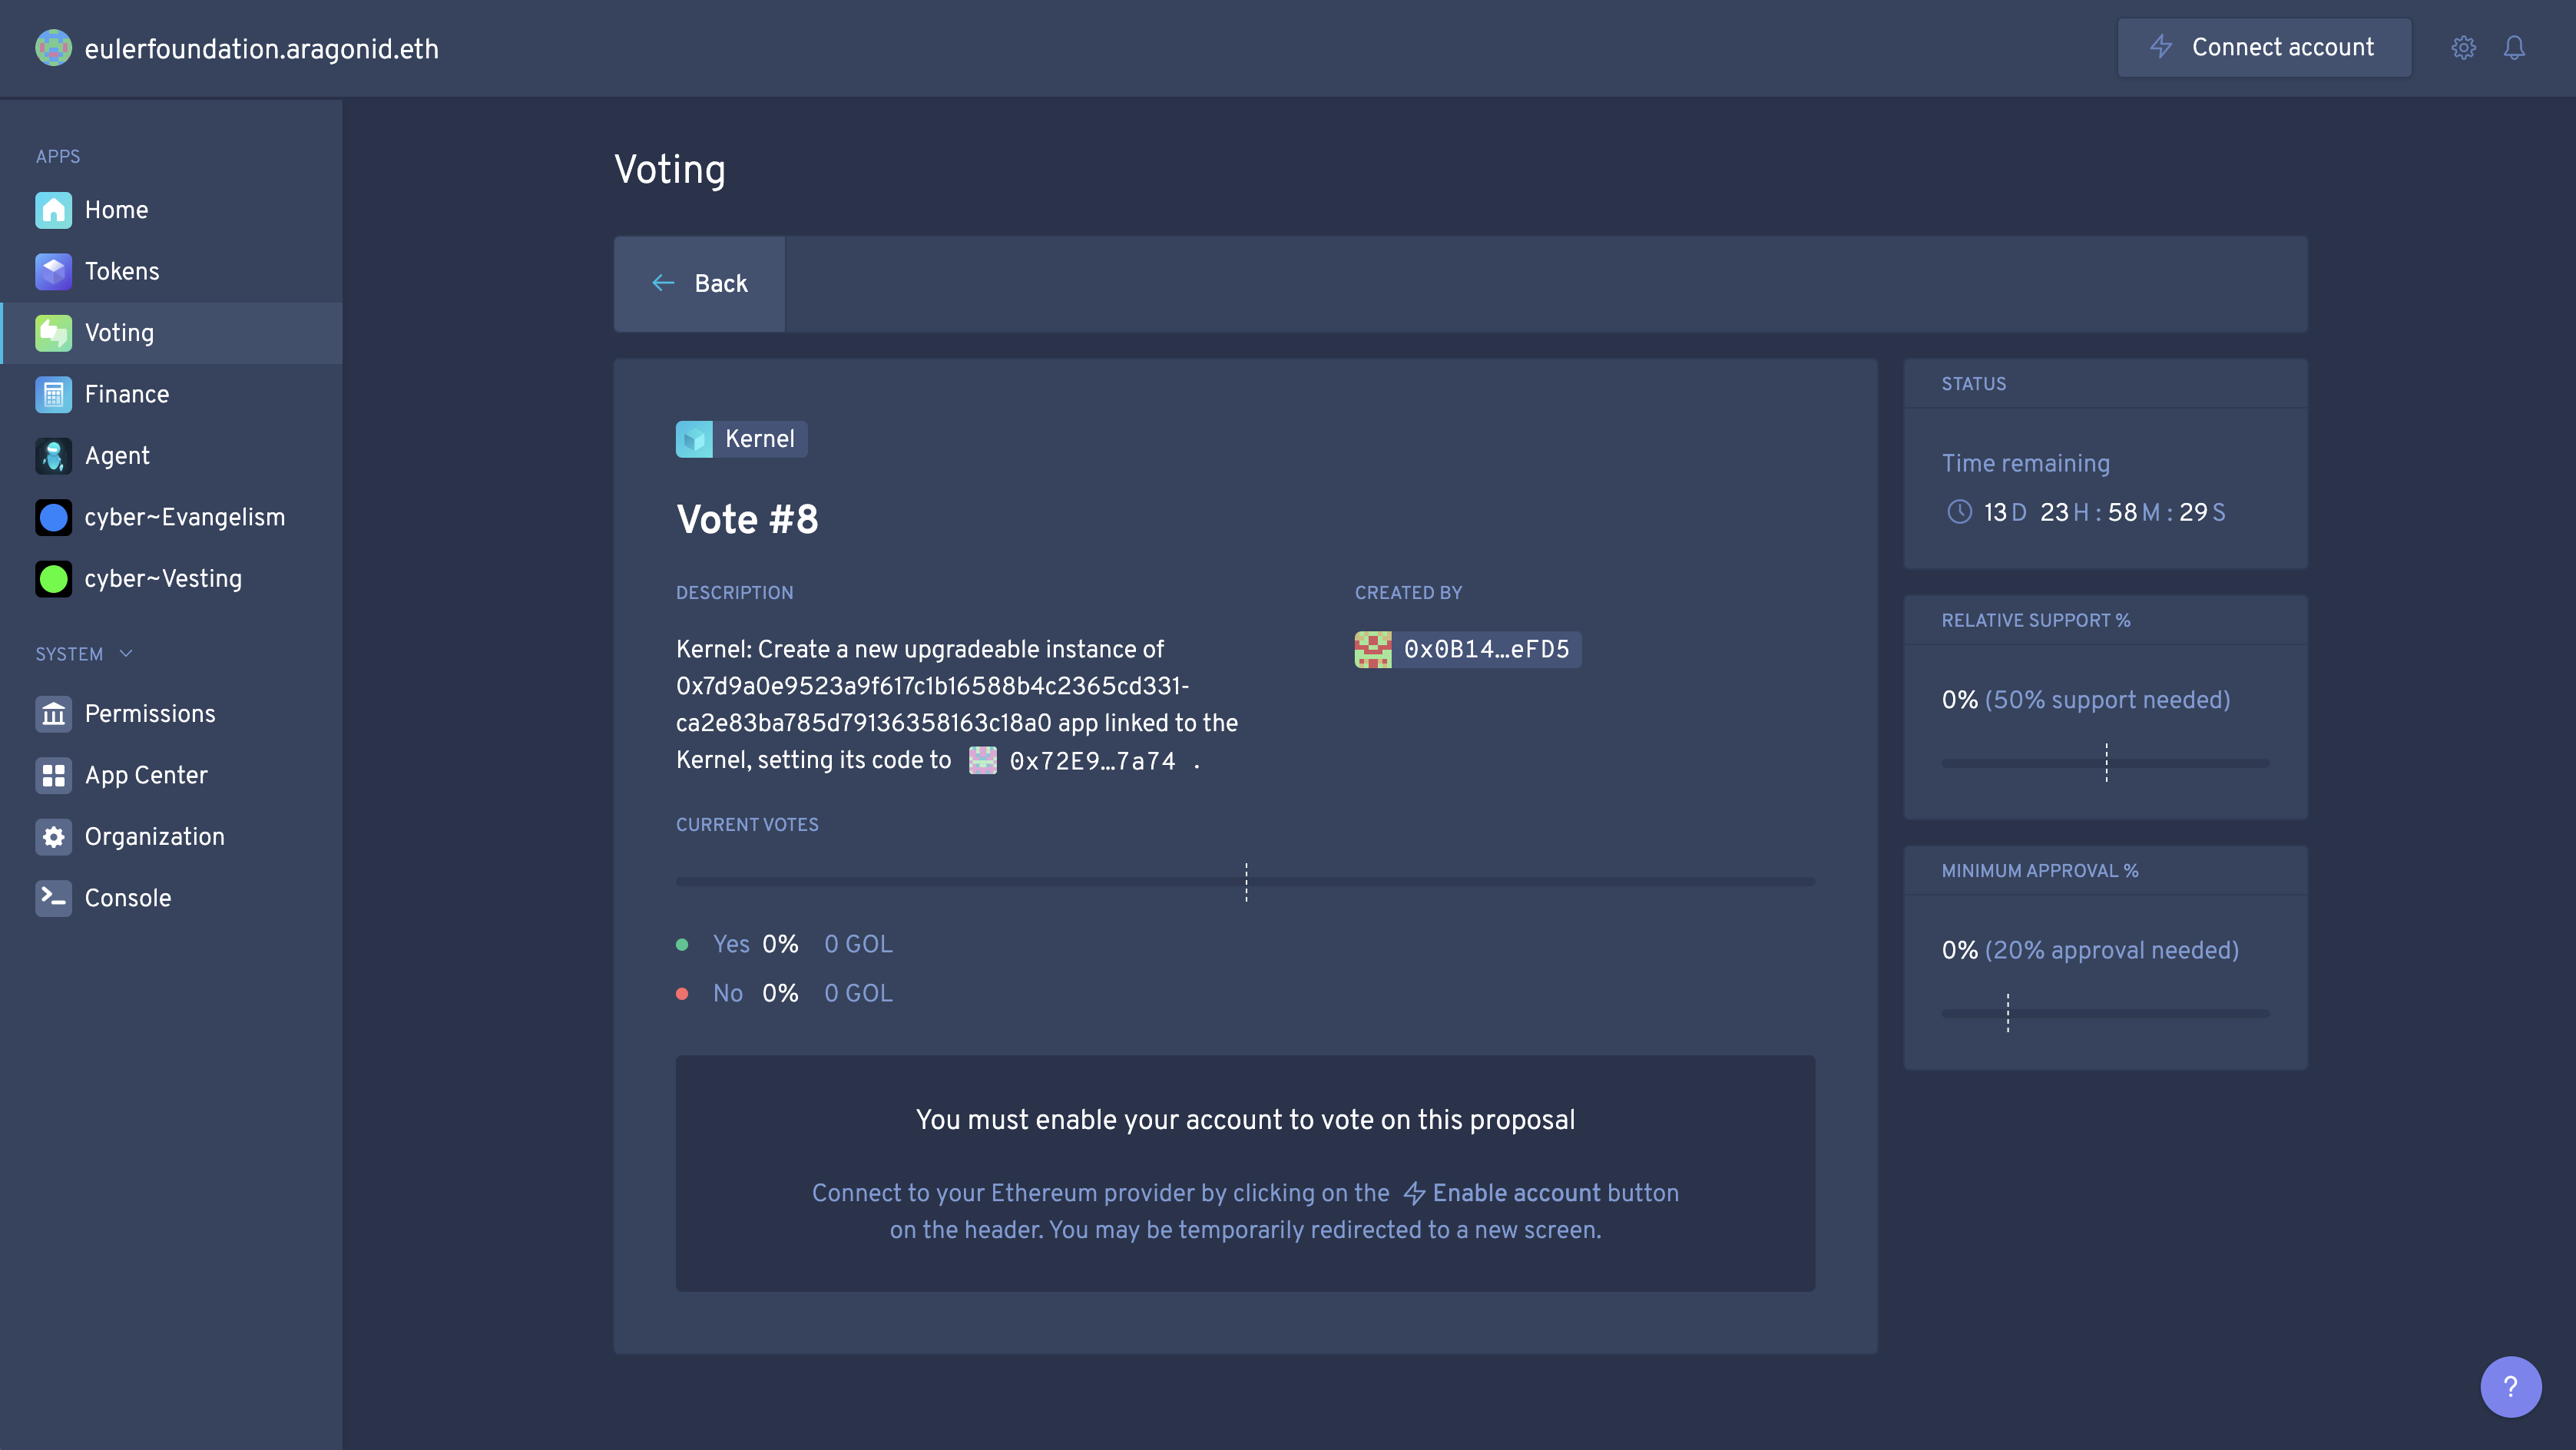 eulerfoundation.aragonid.eth
Connect account
APPS
Home
Tokens
Voting
Finance
Agent
cyber~Evangelism
cyber~Vesting
SYSTEM
Permissions
App Center
Organization
Console
Voting
Back
Kernel
Vote #8
DESCRIPTION
Kernel: Create a new upgradeable instance of
0x7d9a0e9523a9f617c1b16588b4c2365cd331-
ca2e83ba785d79136358163c18a0 app linked to the
Kernel, setting its code to 0x72E9…7a74 .
CREATED BY
0x0B14…eFD5
CURRENT VOTES
Yes 0% 0 GOL
No 0% 0 GOL
You must enable your account to vote on this proposal
Connect to your Ethereum provider by clicking on the Enable account button
on the header. You may be temporarily redirected to a new screen.
STATUS
Time remaining
13 D 23 H : 58 M : 29 S
RELATIVE SUPPORT %
0% (50% support needed)
MINIMUM APPROVAL %
0% (20% approval needed)
?